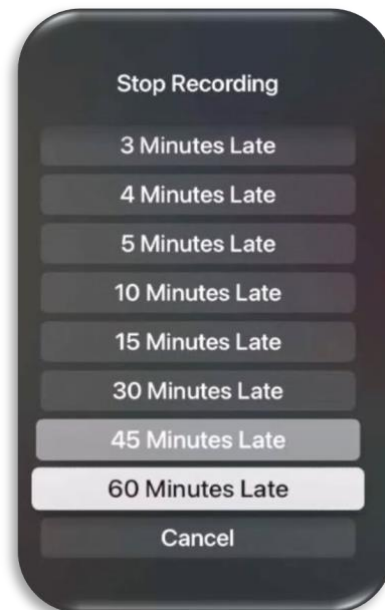 Stop Recording
3 Minutes Late
4 Minutes Late
5 Minutes Late
10 Minutes Late
15 Minutes Late
30 Minutes Late
45 Minutes Late
60 Minutes Late
Cancel